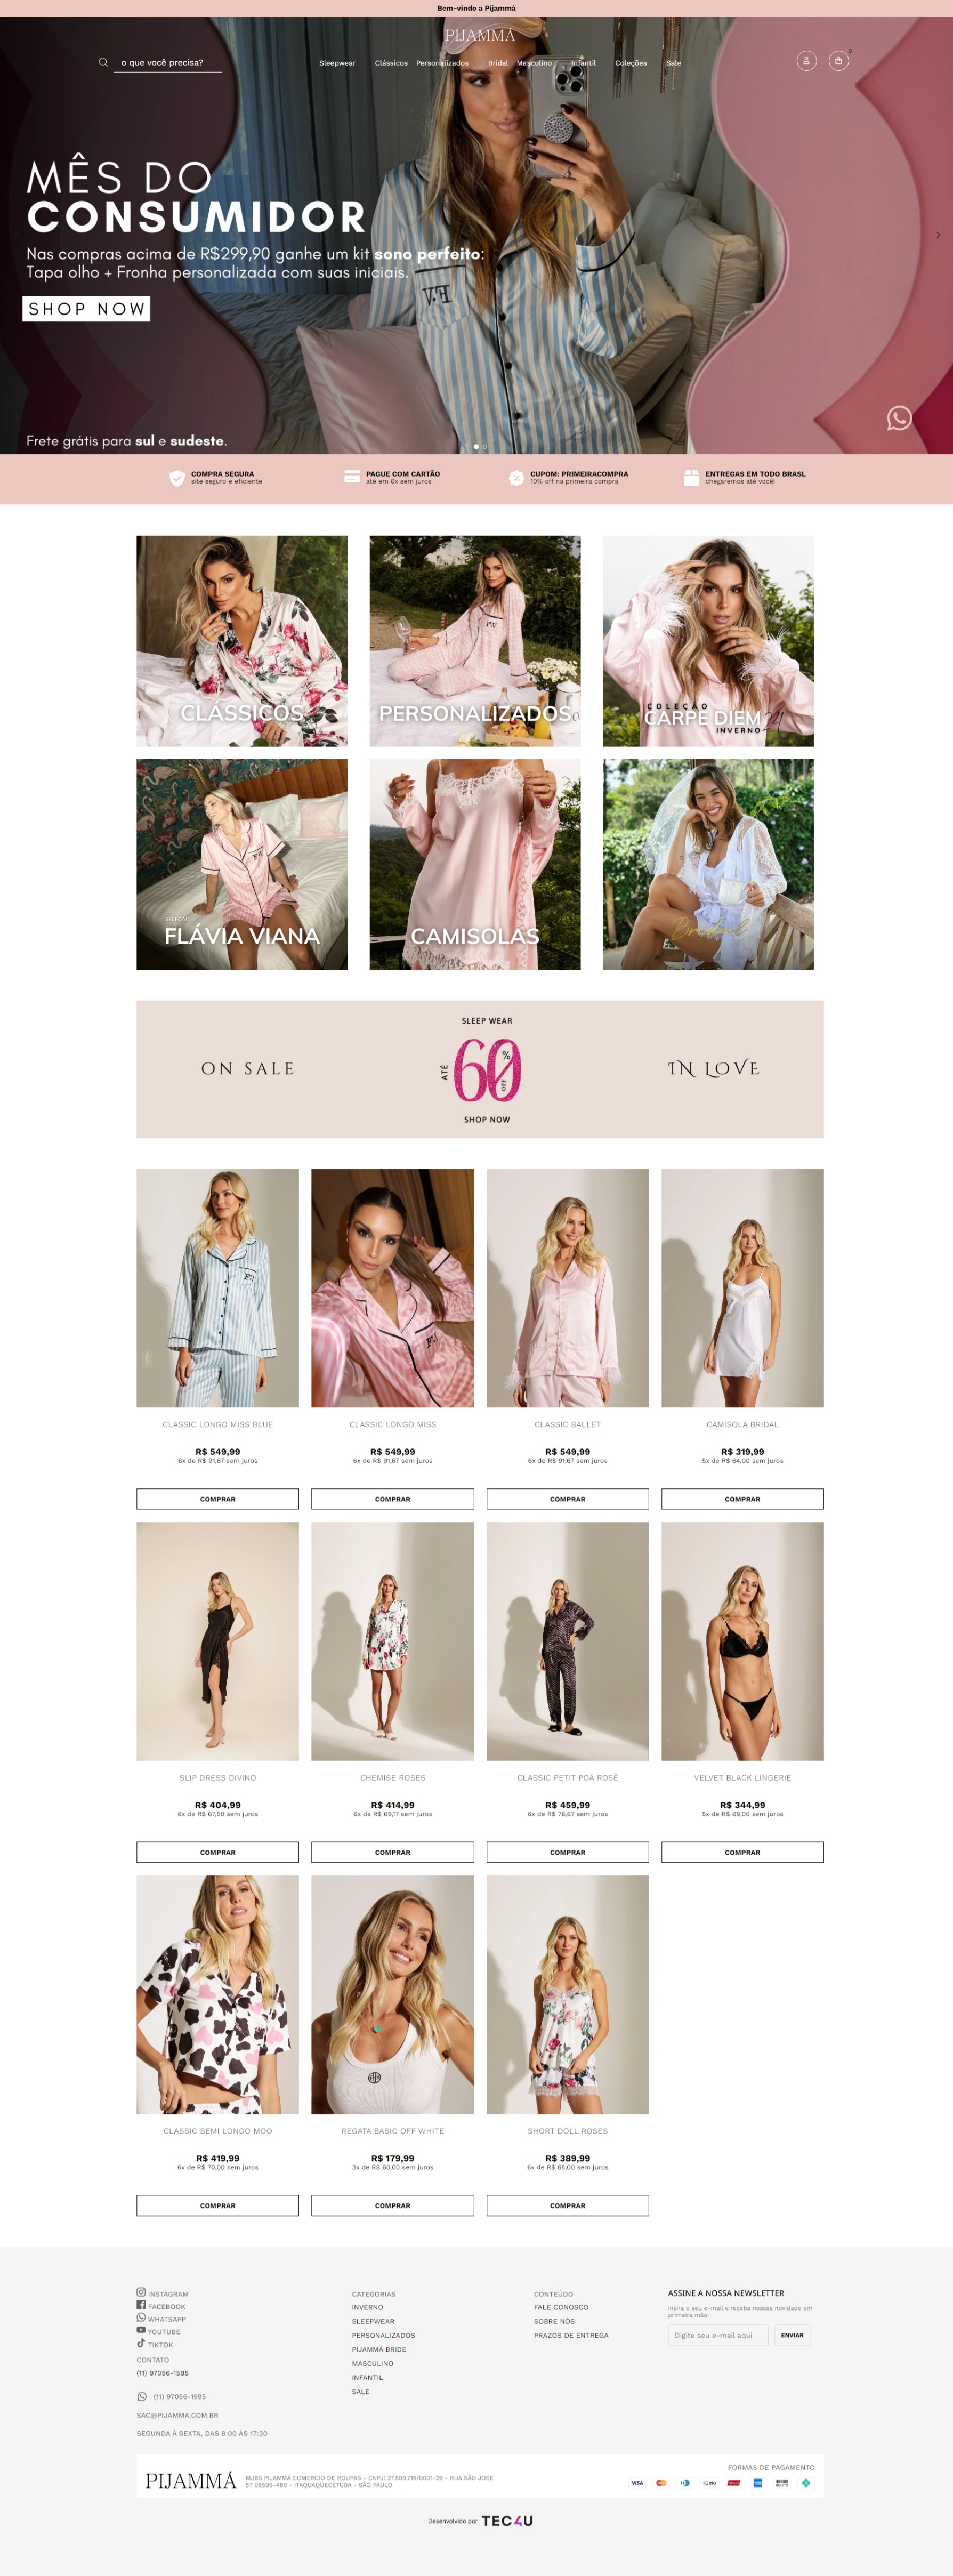 Bem-vindo a Pijammá
PIJAMMÁ
o que você precisa?
Sleepwear Clássicos Personalizados Bridal Masculino Infantil Coleções Sale
0
MÊS DO
CONSUMIDOR
Nas compras acima de R$299,90 ganhe um kit sono perfeito:
Tapa olho + Fronha personalizada com suas iniciais.
SHOP NOW
Frete grátis para sul e sudeste.
COMPRA SEGURA
site seguro e eficiente
PAGUE COM CARTÃO
até em 6x sem juros
CUPOM: PRIMEIRACOMPRA
10% off na primeira compra
ENTREGAS EM TODO BRASL
chegaremos até você!
CLÁSSICOS
PERSONALIZADOS
COLEÇÃO
CARPE DIEM
INVERNO
SELEÇÃO
FLÁVIA VIANA
CAMISOLAS
Bridal
ON SALE
SLEEP WEAR
ATÉ 60% OFF
SHOP NOW
IN LOVE
CLASSIC LONGO MISS BLUE
R$ 549,99
6x de R$ 91,67 sem juros
COMPRAR
CLASSIC LONGO MISS
R$ 549,99
6x de R$ 91,67 sem juros
COMPRAR
CLASSIC BALLET
R$ 549,99
6x de R$ 91,67 sem juros
COMPRAR
CAMISOLA BRIDAL
R$ 319,99
5x de R$ 64,00 sem juros
COMPRAR
SLIP DRESS DIVINO
R$ 404,99
6x de R$ 67,50 sem juros
COMPRAR
CHEMISE ROSES
R$ 414,99
6x de R$ 69,17 sem juros
COMPRAR
CLASSIC PETIT POÁ ROSÊ
R$ 459,99
6x de R$ 76,67 sem juros
COMPRAR
VELVET BLACK LINGERIE
R$ 344,99
5x de R$ 69,00 sem juros
COMPRAR
CLASSIC SEMI LONGO MOO
R$ 419,99
6x de R$ 70,00 sem juros
COMPRAR
REGATA BASIC OFF WHITE
R$ 179,99
3x de R$ 60,00 sem juros
COMPRAR
SHORT DOLL ROSES
R$ 389,99
6x de R$ 65,00 sem juros
COMPRAR
INSTAGRAM
FACEBOOK
WHATSAPP
YOUTUBE
TIKTOK
CONTATO
(11) 97056-1595
(11) 97056-1595
SAC@PIJAMMA.COM.BR
SEGUNDA À SEXTA, DAS 8:00 ÀS 17:30
CATEGORIAS
INVERNO
SLEEPWEAR
PERSONALIZADOS
PIJAMMÁ BRIDE
MASCULINO
INFANTIL
SALE
CONTEÚDO
FALE CONOSCO
SOBRE NÓS
PRAZOS DE ENTREGA
ASSINE A NOSSA NEWSLETTER
Insira o seu e-mail e receba nossas novidade em
primeira mão!
Digite seu e-mail aqui
ENVIAR
PIJAMMÁ
MJBS PIJAMMÁ COMERCIO DE ROUPAS - CNPJ: 37.509.716/0001-39 - RUA SÃO JOSÉ
57 08599-480 - ITAQUAQUECETUBA - SÃO PAULO
FORMAS DE PAGAMENTO
VISA
elo
Desenvolvido por TEC4U